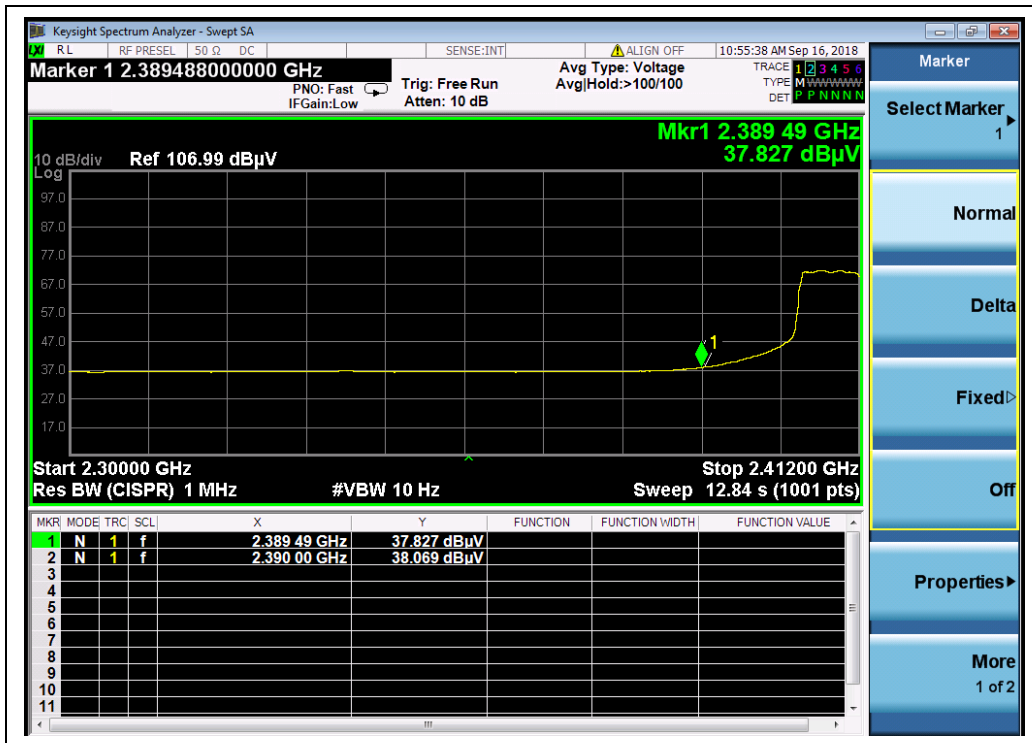 Keysight Spectrum Analyzer - Swept SA
LXI RL RF PRESEL 50 Ω DC SENSE:INT ALIGN OFF 10:55:38 AM Sep 16, 2018
Marker 1 2.389488000000 GHz
PNO: Fast
IFGain:Low
Trig: Free Run
Atten: 10 dB
Avg Type: Voltage
Avg|Hold:>100/100
TRACE 1 2 3 4 5 6
TYPE M W W W W W
DET P P N N N N
Mkr1 2.389 49 GHz
37.827 dBµV
10 dB/div Ref 106.99 dBµV
Log
97.0
87.0
77.0
67.0
57.0
47.0
37.0
27.0
17.0
1
Start 2.30000 GHz Stop 2.41200 GHz
Res BW (CISPR) 1 MHz #VBW 10 Hz Sweep 12.84 s (1001 pts)
MKR MODE TRC SCL X Y FUNCTION FUNCTION WIDTH FUNCTION VALUE
1 N 1 f 2.389 49 GHz 37.827 dBµV
2 N 1 f 2.390 00 GHz 38.069 dBµV
3
4
5
6
7
8
9
10
11
Marker
Select Marker
1
Normal
Delta
Fixed
Off
Properties
More
1 of 2